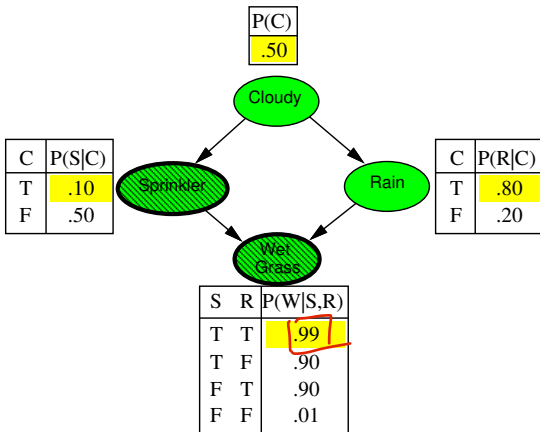 P(C)
.50
Cloudy
C P(S|C)
T .10
F .50
Sprinkler
Rain
C P(R|C)
T .80
F .20
Wet
Grass
S R P(W|S,R)
T T .99
T F .90
F T .90
F F .01